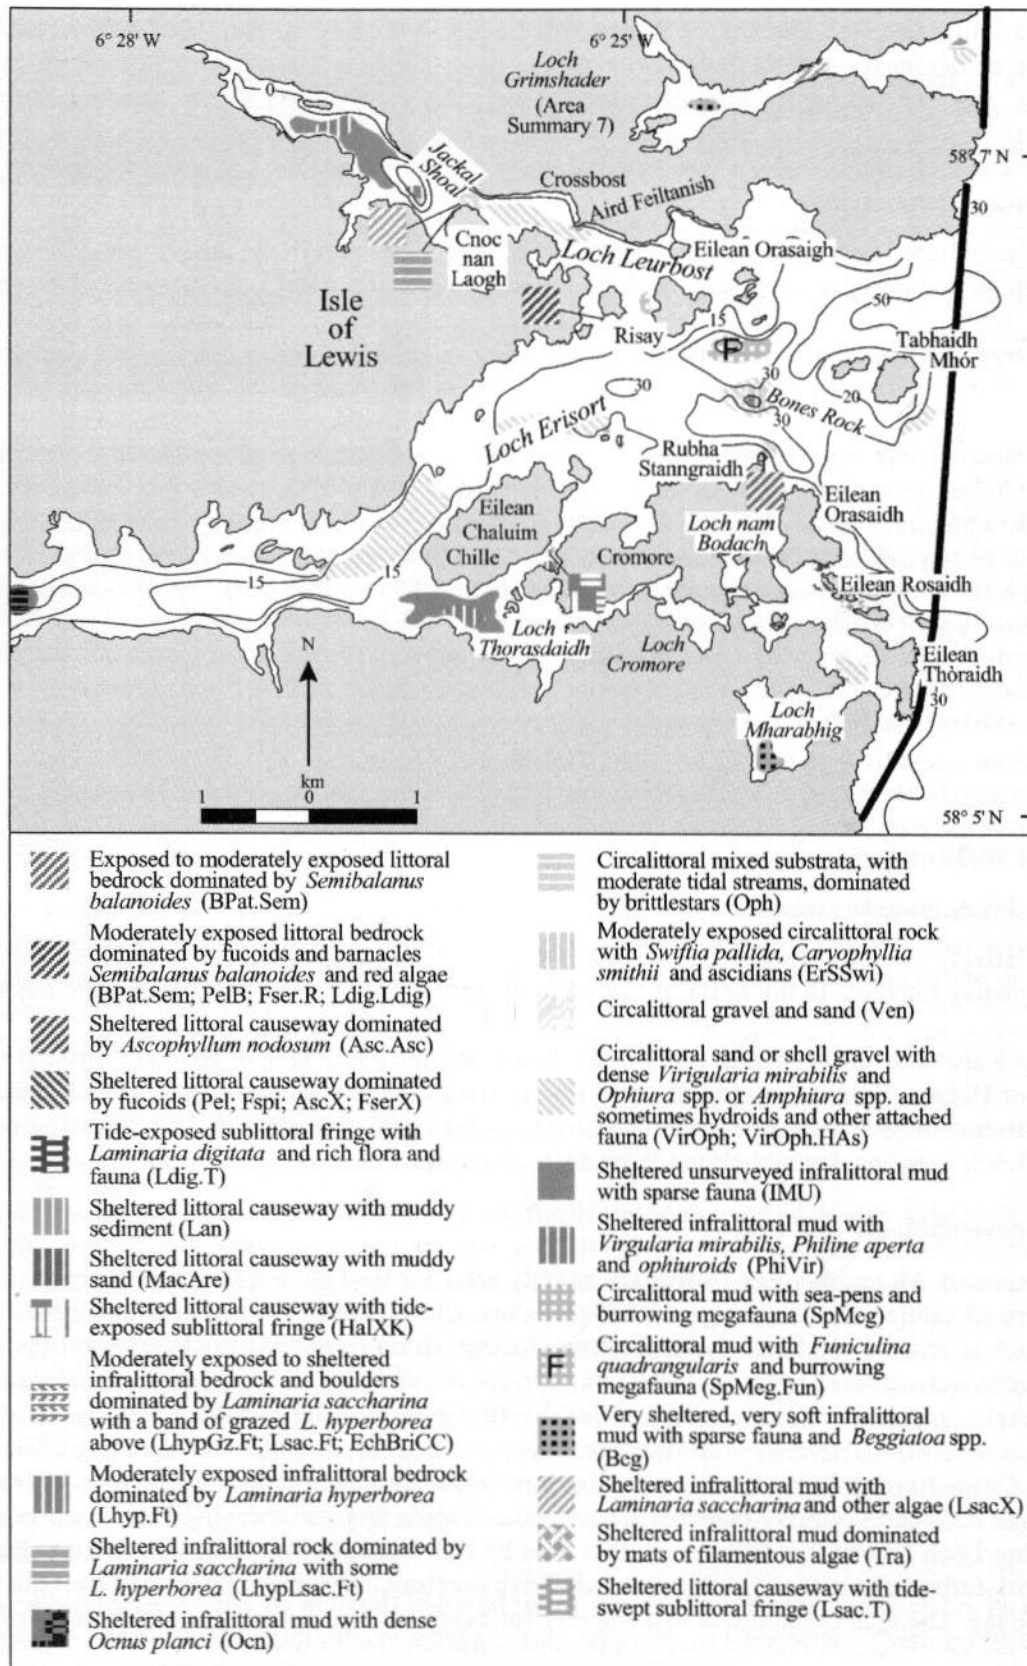 6° 28' W
6° 25' W
Loch
Grimshader
(Area
Summary 7)
58° 7' N
0
Jackal
Shoal
Crossbost
Aird Feiltanish
30
Cnoc
nan
Laogh
Loch Leurbost
Eilean Orasaigh
Isle
of
Lewis
50
Risay
15
F
Tabhaidh
Mhór
30
30
20
Bones Rock
30
Loch Erisort
Rubha
Stanngraidh
Eilean
Orasaidh
Eilean
Chaluim
Chille
Loch nam
Bodach
Cromore
15
15
Eilean Rosaidh
Loch
Thorasdaidh
Loch
Cromore
Eilean
Thòraidh
30
N
Loch
Mharabhig
km
1 0 1
58° 5' N
Exposed to moderately exposed littoral
bedrock dominated by Semibalanus
balanoides (BPat.Sem)
Moderately exposed littoral bedrock
dominated by fucoids and barnacles
Semibalanus balanoides and red algae
(BPat.Sem; PelB; Fser.R; Ldig.Ldig)
Sheltered littoral causeway dominated
by Ascophyllum nodosum (Asc.Asc)
Sheltered littoral causeway dominated
by fucoids (Pel; Fspi; AscX; FserX)
Tide-exposed sublittoral fringe with
Laminaria digitata and rich flora and
fauna (Ldig.T)
Sheltered littoral causeway with muddy
sediment (Lan)
Sheltered littoral causeway with muddy
sand (MacAre)
Sheltered littoral causeway with tide-
exposed sublittoral fringe (HalXK)
Moderately exposed to sheltered
infralittoral bedrock and boulders
dominated by Laminaria saccharina
with a band of grazed L. hyperborea
above (LhypGz.Ft; Lsac.Ft; EchBriCC)
Moderately exposed infralittoral bedrock
dominated by Laminaria hyperborea
(Lhyp.Ft)
Sheltered infralittoral rock dominated by
Laminaria saccharina with some
L. hyperborea (LhypLsac.Ft)
Sheltered infralittoral mud with dense
Ocnus planci (Ocn)
Circalittoral mixed substrata, with
moderate tidal streams, dominated
by brittlestars (Oph)
Moderately exposed circalittoral rock
with Swiftia pallida, Caryophyllia
smithii and ascidians (ErSSwi)
Circalittoral gravel and sand (Ven)
Circalittoral sand or shell gravel with
dense Virigularia mirabilis and
Ophiura spp. or Amphiura spp. and
sometimes hydroids and other attached
fauna (VirOph; VirOph.HAs)
Sheltered unsurveyed infralittoral mud
with sparse fauna (IMU)
Sheltered infralittoral mud with
Virgularia mirabilis, Philine aperta
and ophiuroids (PhiVir)
Circalittoral mud with sea-pens and
burrowing megafauna (SpMeg)
F
Circalittoral mud with Funiculina
quadrangularis and burrowing
megafauna (SpMeg.Fun)
Very sheltered, very soft infralittoral
mud with sparse fauna and Beggiatoa spp.
(Beg)
Sheltered infralittoral mud with
Laminaria saccharina and other algae (LsacX)
Sheltered infralittoral mud dominated
by mats of filamentous algae (Tra)
Sheltered littoral causeway with tide-
swept sublittoral fringe (Lsac.T)